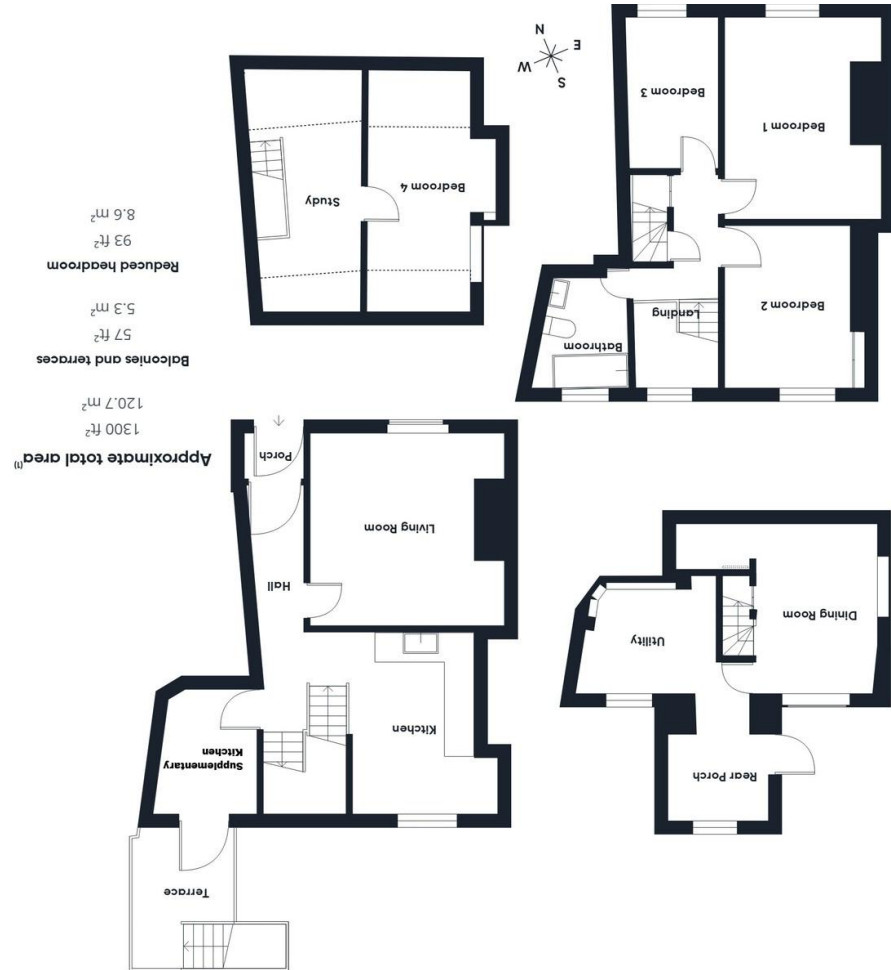 Rear Porch
Utility
Dining Room
Terrace
Supplementary
Kitchen
Kitchen
Hall
Living Room
Porch
Approximate total area⁽¹⁾
1300 ft²
120.7 m²
Balconies and terraces
57 ft²
5.3 m²
Reduced headroom
93 ft²
8.6 m²
Bathroom
Landing
Bedroom 2
Bedroom 1
Bedroom 3
Bedroom 4
Study
S
E
W
N